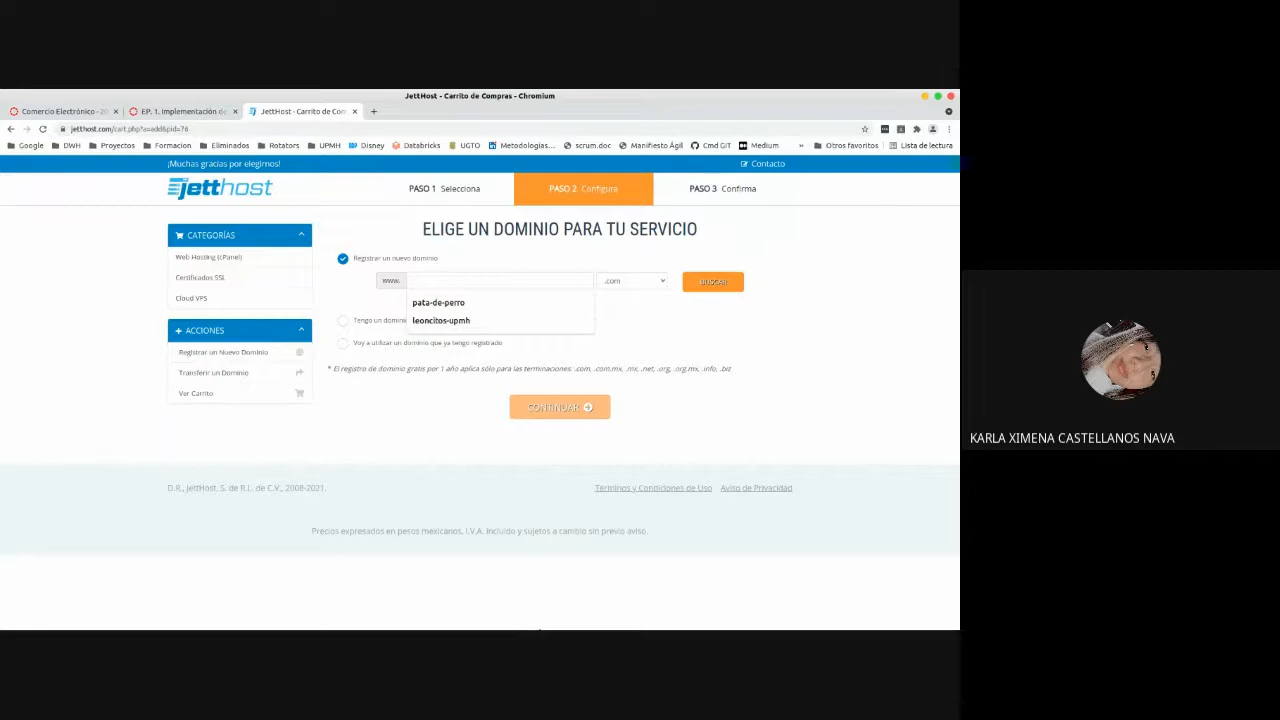 JettHost - Carrito de Compras - Chromium
Comercio Electrónico - 20 EP. 1. Implementación de JettHost - Carrito de Com
jetthost.com/cart.php?a=add&pid=76
Google DWH Proyectos Formacion Eliminados Rotators UPMH Disney Databricks UGTO Metodologías... scrum.doc Manifiesto Ágil Cmd GIT Medium » Otros favoritos Lista de lectura
¡Muchas gracias por elegirnos! Contacto
jetthost PASO 1 Selecciona PASO 2 Configura PASO 3 Confirma
ELIGE UN DOMINIO PARA TU SERVICIO
CATEGORÍAS
Web Hosting (cPanel)
Certificados SSL
Cloud VPS
ACCIONES
Registrar un Nuevo Dominio
Transferir un Dominio
Ver Carrito
Registrar un nuevo dominio
www. .com BUSCAR
pata-de-perro
leoncitos-upmh
Tengo un domini
Voy a utilizar un dominio que ya tengo registrado
* El registro de dominio gratis por 1 año aplica sólo para las terminaciones: .com, .com.mx, .mx, .net, .org, .org.mx, .info, .biz
CONTINUAR
D.R., JettHost, S. de R.L. de C.V., 2008-2021. Términos y Condiciones de Uso Aviso de Privacidad
Precios expresados en pesos mexicanos, I.V.A. incluido y sujetos a cambio sin previo aviso.
KARLA XIMENA CASTELLANOS NAVA